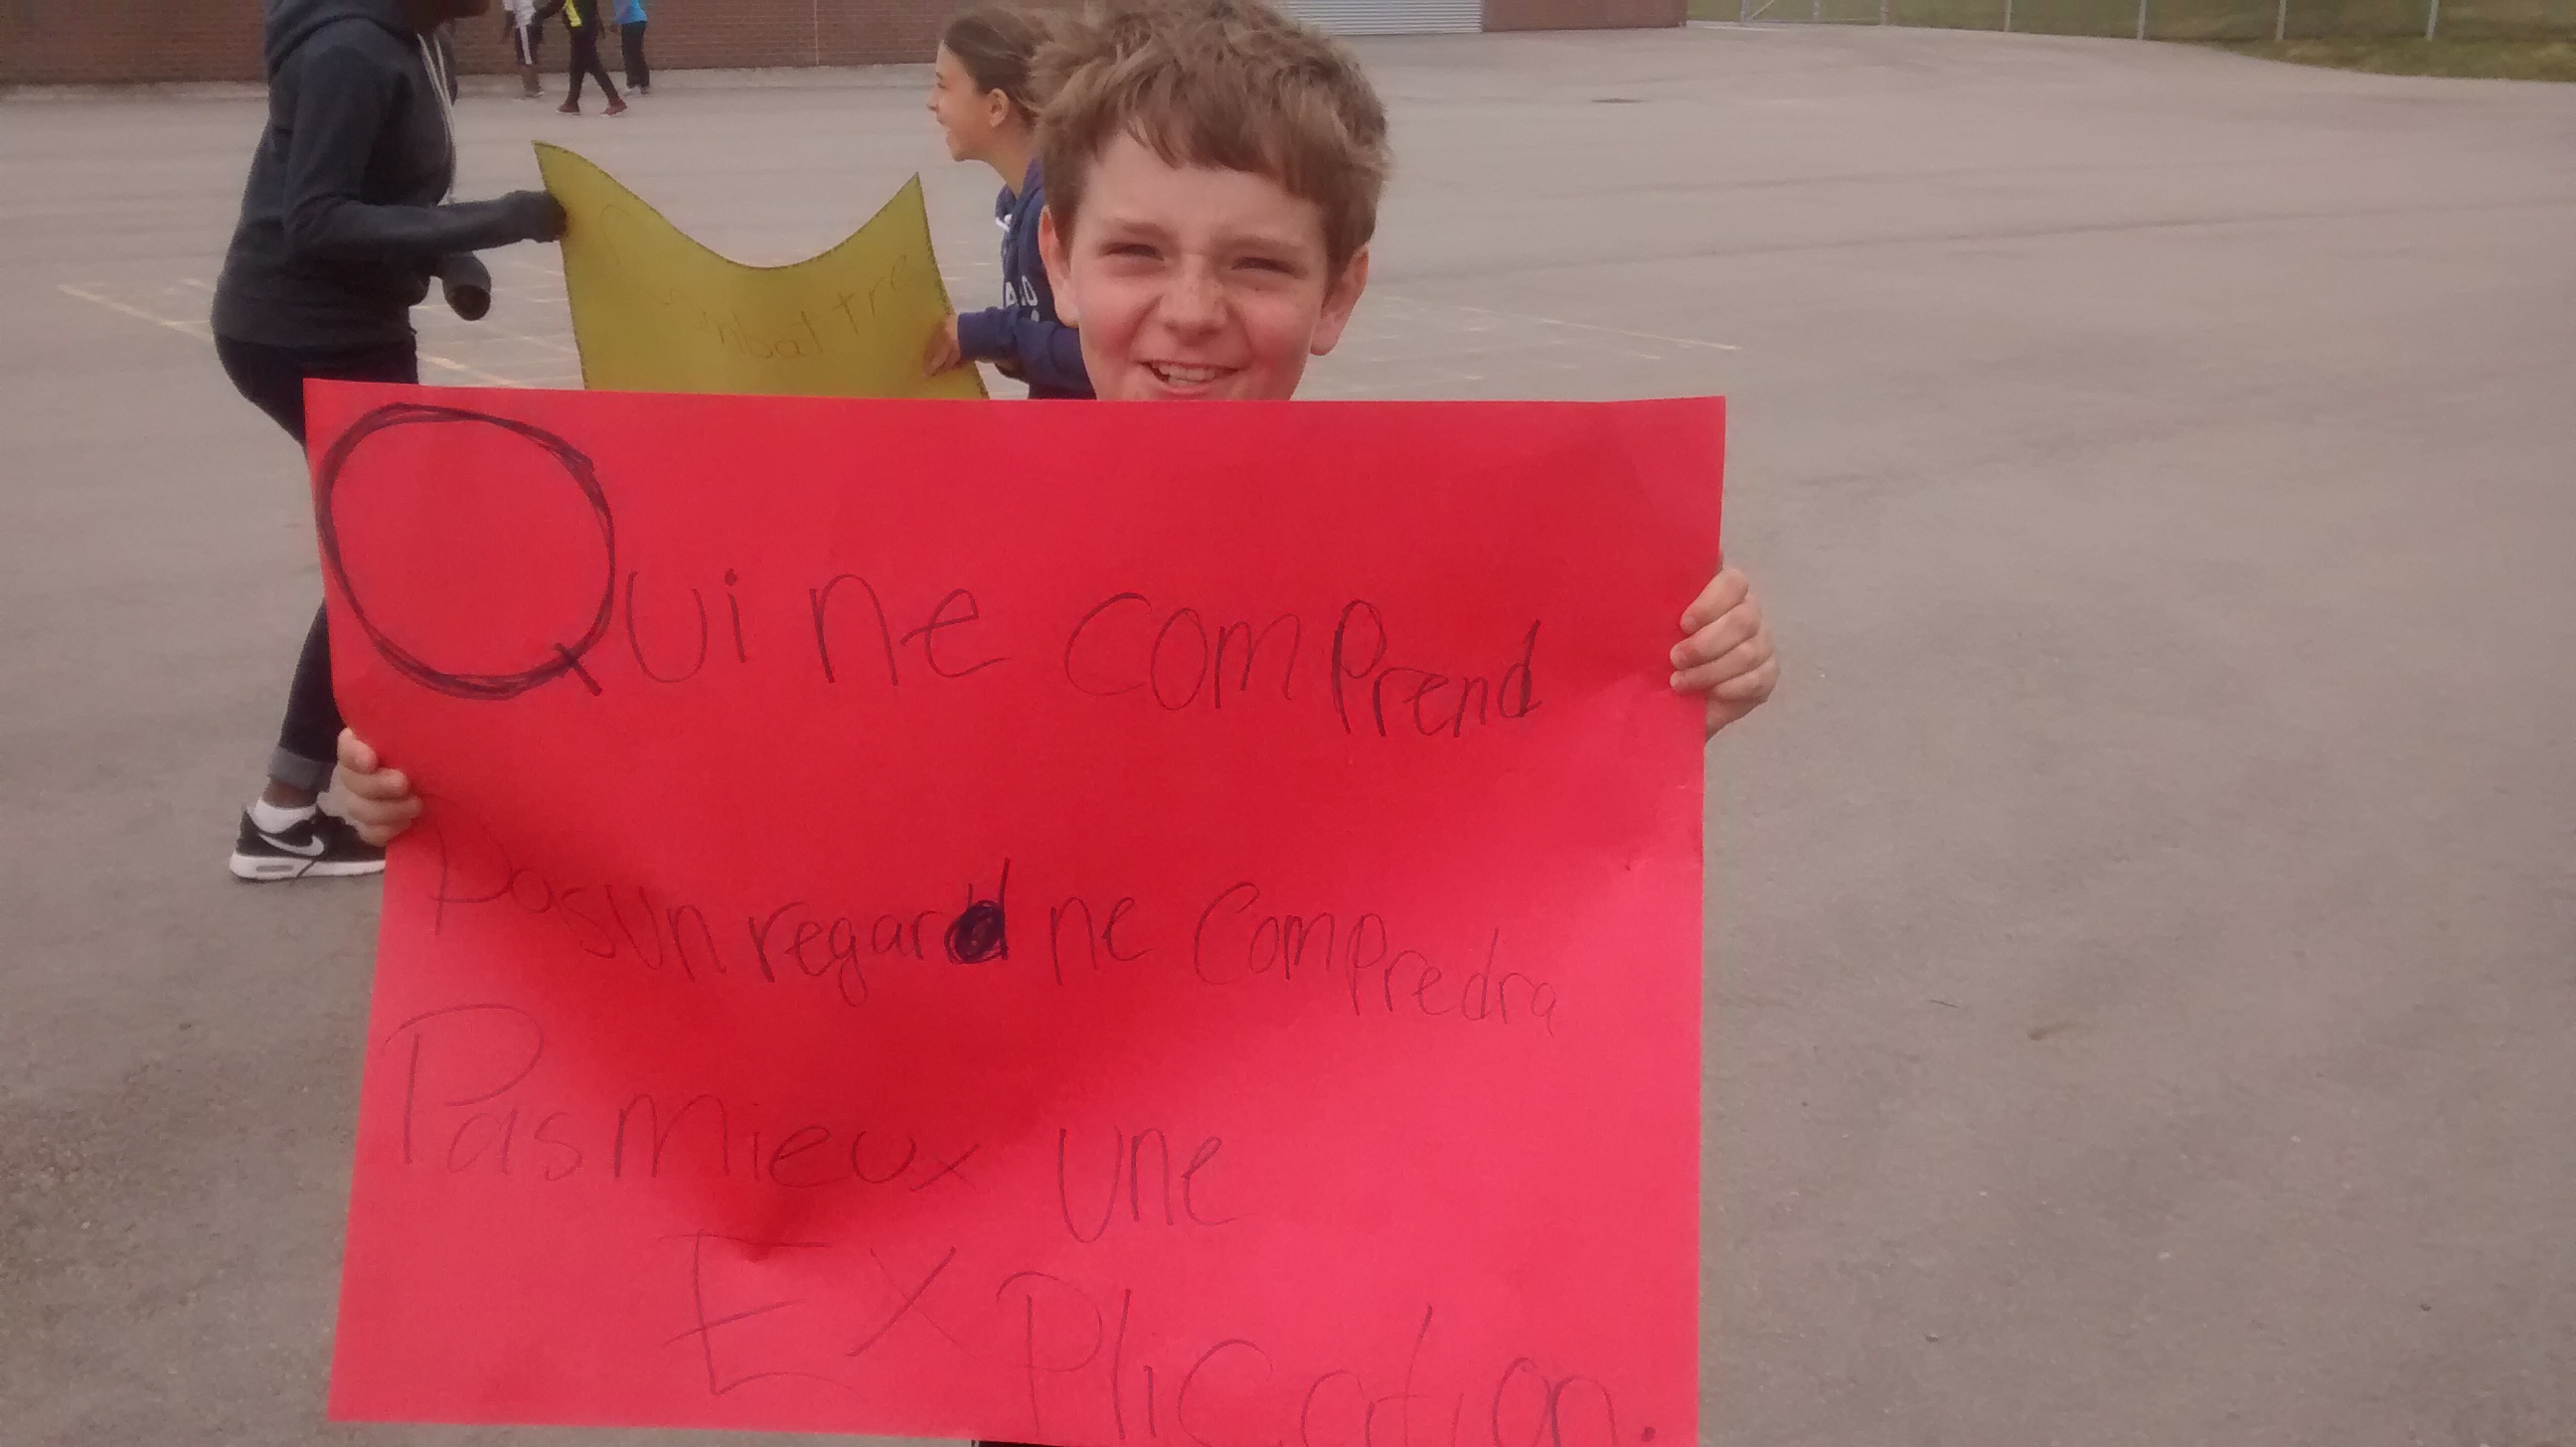 Qui ne comprend
Pas un regard ne compredra
Pas mieux une
Explication.